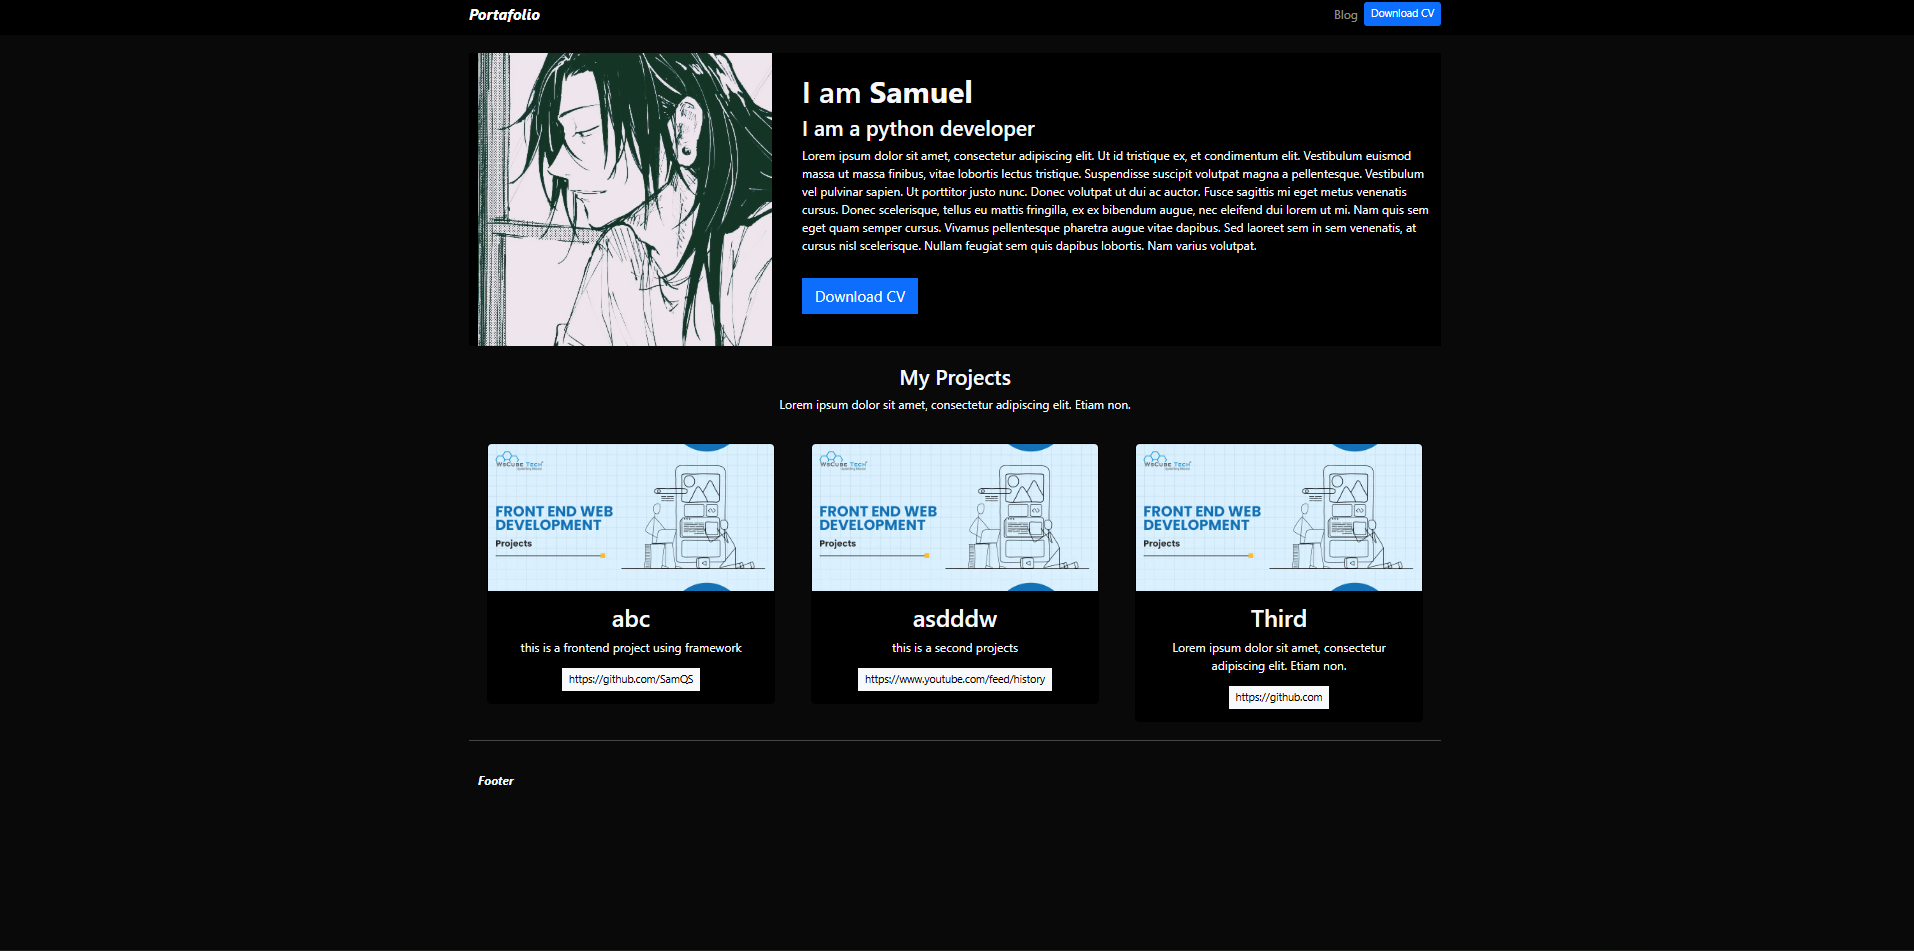 Portafolio
Blog
Download CV
I am Samuel
I am a python developer
Lorem ipsum dolor sit amet, consectetur adipiscing elit. Ut id tristique ex, et condimentum elit. Vestibulum euismod
massa ut massa finibus, vitae lobortis lectus tristique. Suspendisse suscipit volutpat magna a pellentesque. Vestibulum
vel pulvinar sapien. Ut porttitor justo nunc. Donec volutpat ut dui ac auctor. Fusce sagittis mi eget metus venenatis
cursus. Donec scelerisque, tellus eu mattis fringilla, ex ex bibendum augue, nec eleifend dui lorem ut mi. Nam quis sem
eget quam semper cursus. Vivamus pellentesque pharetra augue vitae dapibus. Sed laoreet sem in sem venenatis, at
cursus nisl scelerisque. Nullam feugiat sem quis dapibus lobortis. Nam varius volutpat.
Download CV
My Projects
Lorem ipsum dolor sit amet, consectetur adipiscing elit. Etiam non.
WsCube Tech
FRONT END WEB
DEVELOPMENT
Projects
abc
this is a frontend project using framework
https://github.com/SamQS
WsCube Tech
FRONT END WEB
DEVELOPMENT
Projects
asdddw
this is a second projects
https://www.youtube.com/feed/history
WsCube Tech
FRONT END WEB
DEVELOPMENT
Projects
Third
Lorem ipsum dolor sit amet, consectetur
adipiscing elit. Etiam non.
https://github.com
Footer